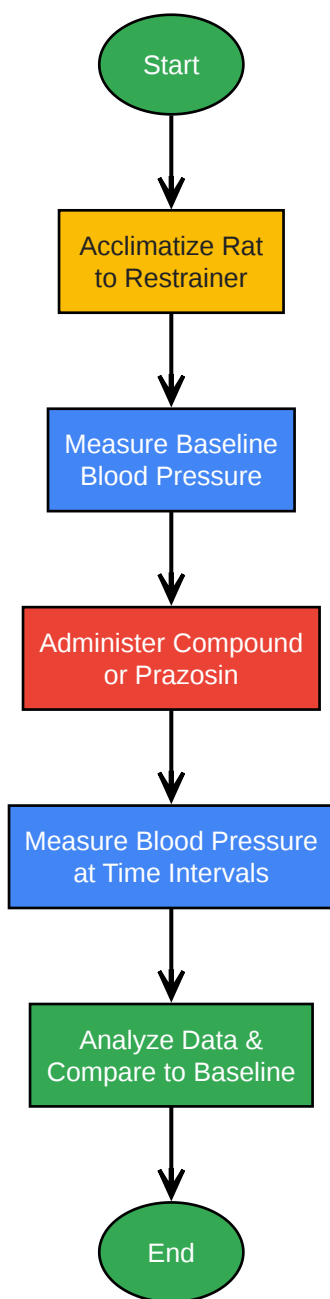 Start
Acclimatize Rat
to Restrainer
Measure Baseline
Blood Pressure
Administer Compound
or Prazosin
Measure Blood Pressure
at Time Intervals
Analyze Data &
Compare to Baseline
End